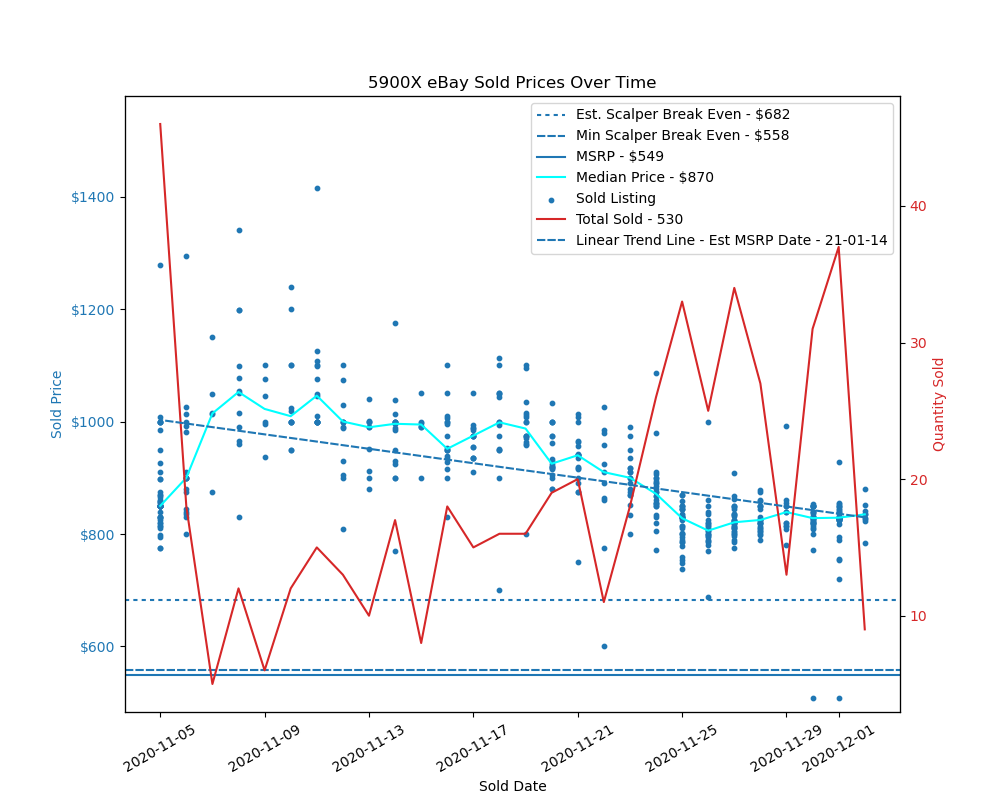 5900X eBay Sold Prices Over Time
Est. Scalper Break Even - $682
Min Scalper Break Even - $558
MSRP - $549
Median Price - $870
Sold Listing
Total Sold - 530
Linear Trend Line - Est MSRP Date - 21-01-14
Sold Price
$1400
$1200
$1000
$800
$600
Quantity Sold
40
30
20
10
2020-11-05
2020-11-09
2020-11-13
2020-11-17
2020-11-21
2020-11-25
2020-11-29
2020-12-01
Sold Date